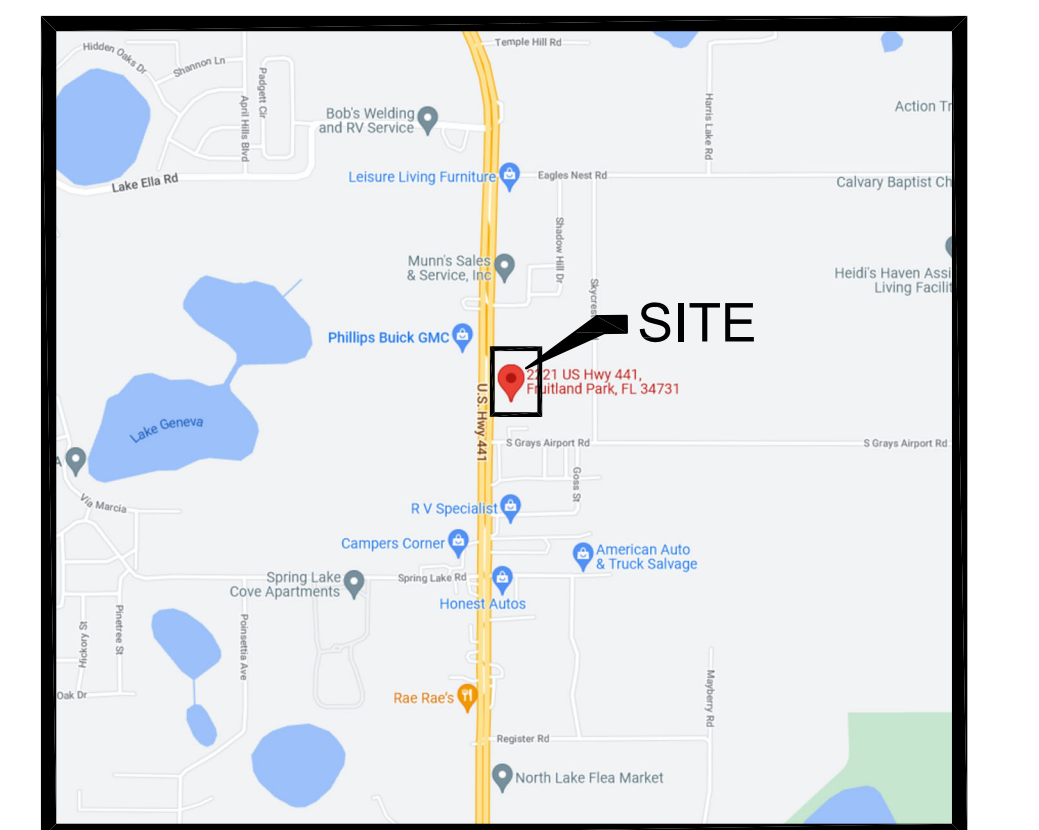 Temple Hill Rd
Hidden Oaks Dr
Shannon Ln
Padgett Cir
April Hills Blvd
Harris Lake Rd
Action Tr
Bob's Welding
and RV Service
Lake Ella Rd
Leisure Living Furniture
Eagles Nest Rd
Calvary Baptist Ch
Shadow Hill Dr
Munn's Sales
& Service, Inc
Skycres
Heidi's Haven Assi
Living Facilit
SITE
Phillips Buick GMC
2221 US Hwy 441,
Fruitland Park, FL 34731
U.S. Hwy 441
Lake Geneva
S Grays Airport Rd
S Grays Airport Rd
A
Goss St
Via Marcia
R V Specialist
Campers Corner
American Auto
& Truck Salvage
Spring Lake
Cove Apartments
Spring Lake Rd
Honest Autos
Hickory St
Pinetree St
Poinsettia Ave
Oak Dr
Rae Rae's
Mayberry Rd
Register Rd
North Lake Flea Market